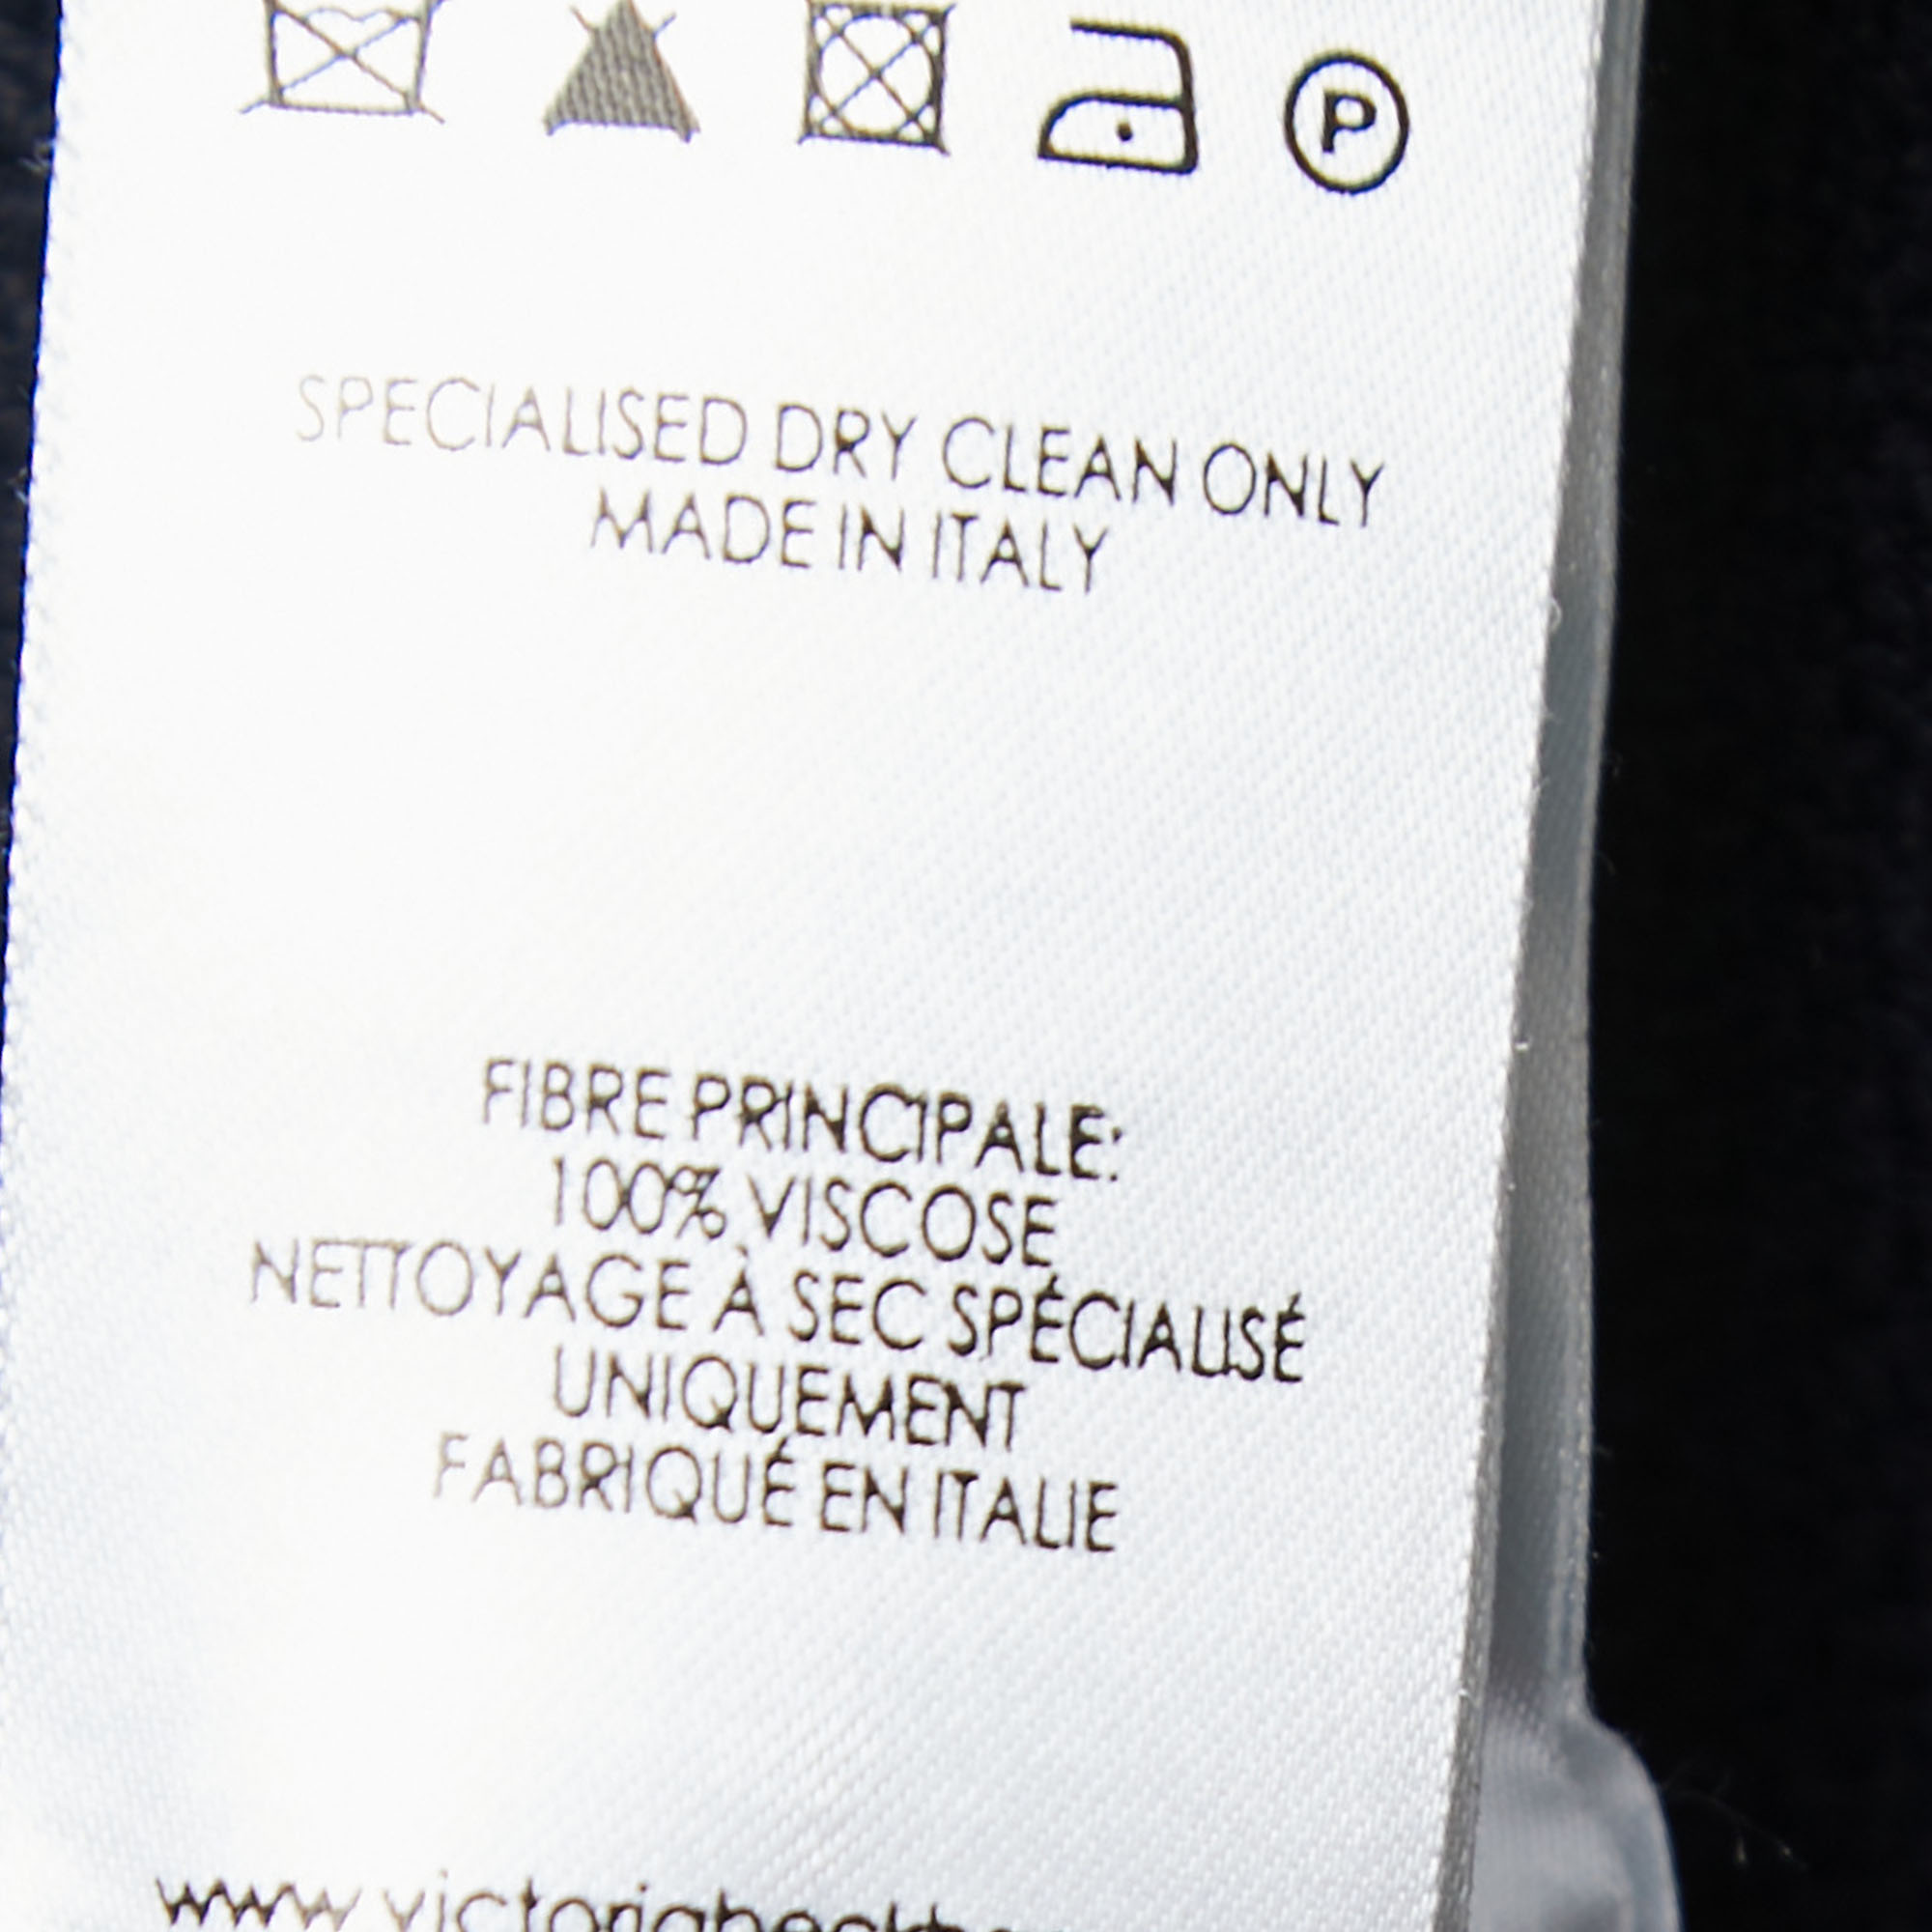 P
SPECIALISED DRY CLEAN ONLY
MADE IN ITALY
FIBRE PRINCIPALE:
100% VISCOSE
NETTOYAGE À SEC SPÉCIALISÉ
UNIQUEMENT
FABRIQUÉ EN ITALIE